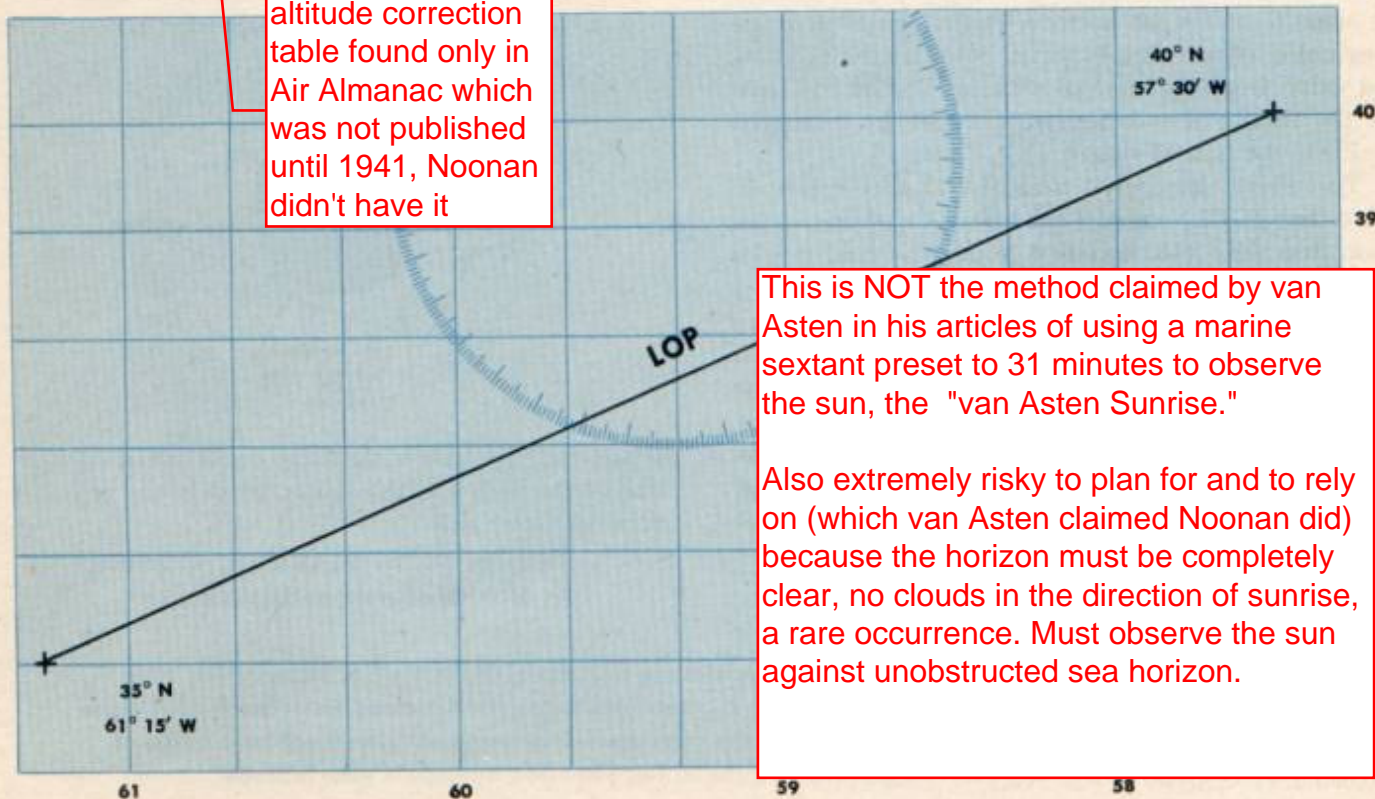 altitude correction
table found only in
Air Almanac which
was not published
until 1941, Noonan
didn't have it
40° N
57° 30' W
40
39
This is NOT the method claimed by van
Asten in his articles of using a marine
sextant preset to 31 minutes to observe
the sun, the "van Asten Sunrise."
Also extremely risky to plan for and to rely
on (which van Asten claimed Noonan did)
because the horizon must be completely
clear, no clouds in the direction of sunrise,
a rare occurrence. Must observe the sun
against unobstructed sea horizon.
LOP
35° N
61° 15' W
61 60 59 58